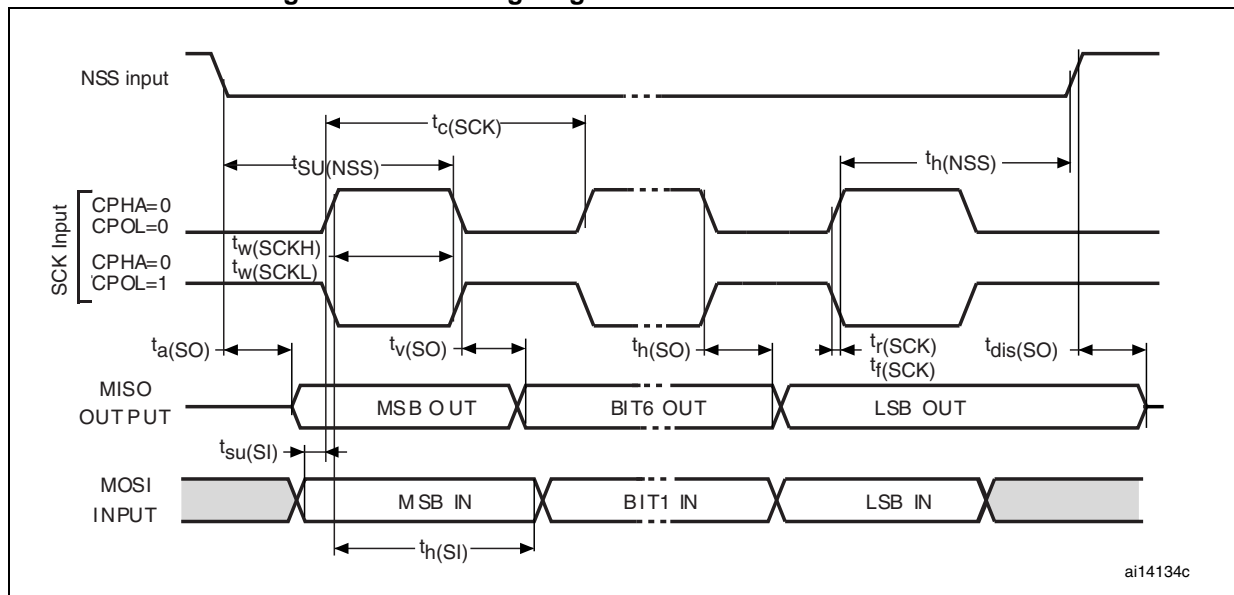 NSS input
tc(SCK)
tSU(NSS)
th(NSS)
SCK Input
CPHA=0
CPOL=0
tw(SCKH)
CPHA=0
tw(SCKL)
CPOL=1
ta(SO)
tv(SO)
th(SO)
tr(SCK)
tf(SCK)
tdis(SO)
MISO
OUTPUT
MSB OUT
BIT6 OUT
LSB OUT
tsu(SI)
MOSI
INPUT
MSB IN
BIT1 IN
LSB IN
th(SI)
ai14134c